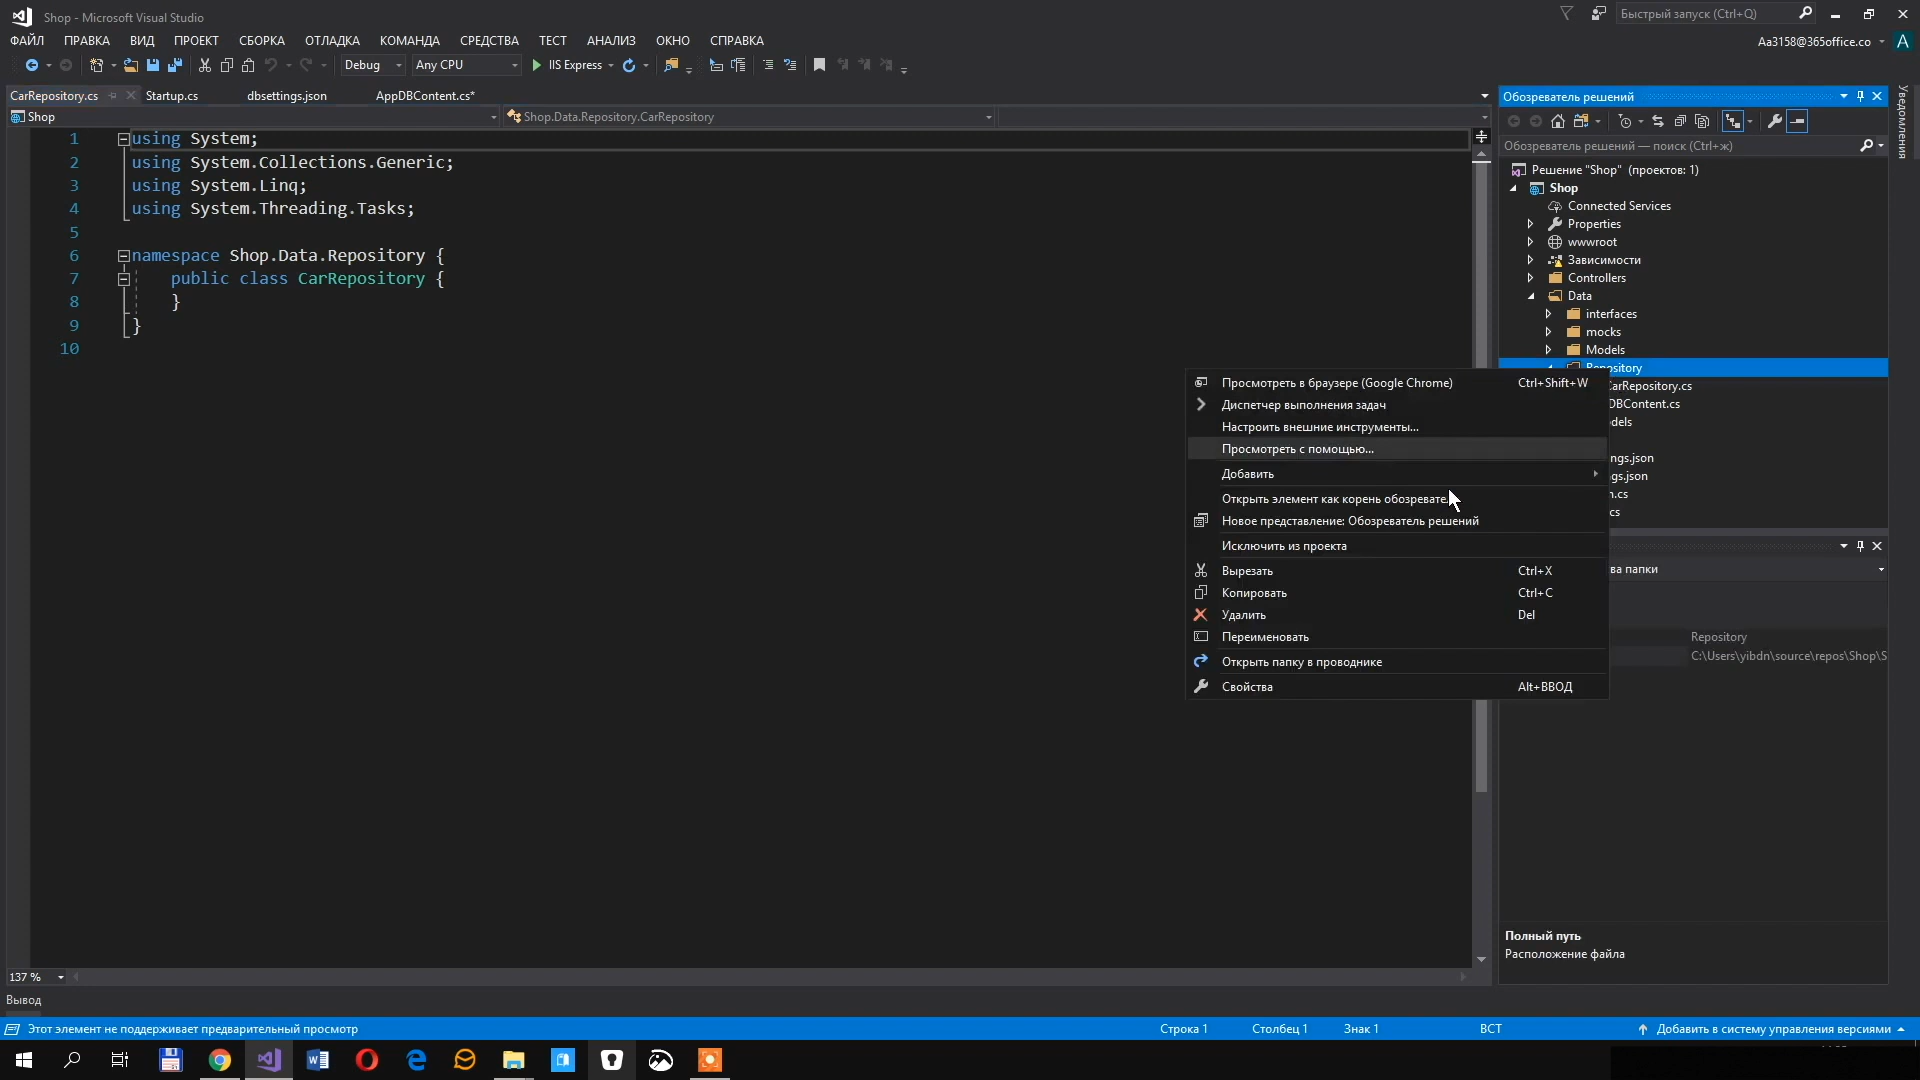 Shop - Microsoft Visual Studio
Быстрый запуск (Ctrl+Q)
ФАЙЛ ПРАВКА ВИД ПРОЕКТ СБОРКА ОТЛАДКА КОМАНДА СРЕДСТВА ТЕСТ АНАЛИЗ ОКНО СПРАВКА
Aa3158@365office.co A
Debug Any CPU IIS Express
CarRepository.cs Startup.cs dbsettings.json AppDBContent.cs*
Shop Shop.Data.Repository.CarRepository
1 using System;
2 using System.Collections.Generic;
3 using System.Linq;
4 using System.Threading.Tasks;
5
6 namespace Shop.Data.Repository {
7 public class CarRepository {
8 }
9 }
10
Обозреватель решений
Обозреватель решений — поиск (Ctrl+ж)
Решение "Shop" (проектов: 1)
Shop
Connected Services
Properties
wwwroot
Зависимости
Controllers
Data
interfaces
mocks
Models
Repository
CarRepository.cs
DBContent.cs
dels
ngs.json
gs.json
n.cs
cs
Уведомления
Просмотреть в браузере (Google Chrome) Ctrl+Shift+W
Диспетчер выполнения задач
Настроить внешние инструменты...
Просмотреть с помощью...
Добавить
Открыть элемент как корень обозревате
Новое представление: Обозреватель решений
Исключить из проекта
Вырезать Ctrl+X
Копировать Ctrl+C
Удалить Del
Переименовать
Открыть папку в проводнике
Свойства Alt+ВВОД
ва папки
Repository
C:\Users\yibdn\source\repos\Shop\S
Полный путь
Расположение файла
137 %
Вывод
Этот элемент не поддерживает предварительный просмотр
Строка 1 Столбец 1 Знак 1 ВСТ
Добавить в систему управления версиями